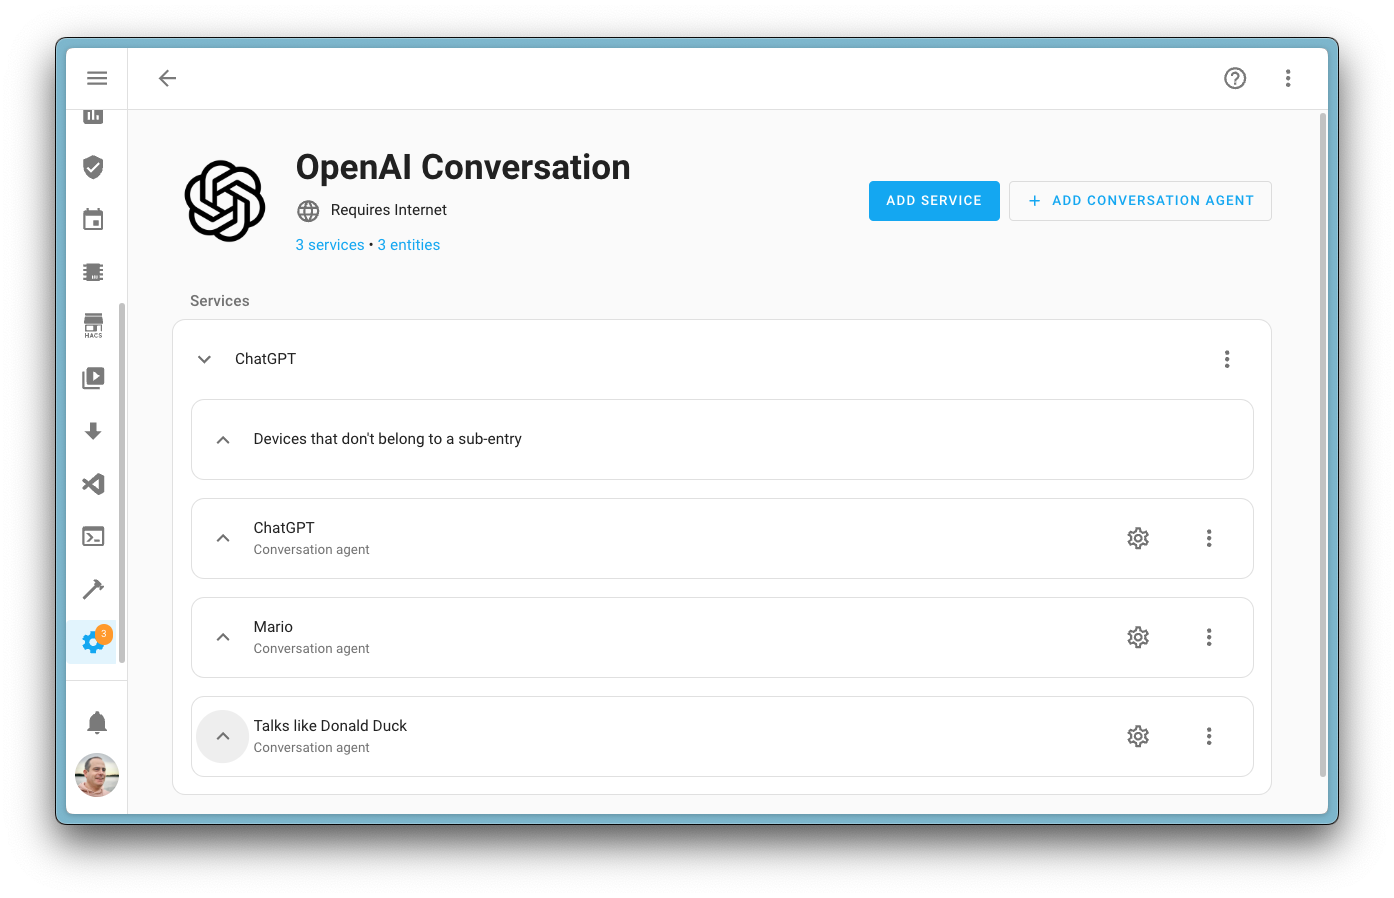 OpenAI Conversation
Requires Internet
3 services • 3 entities
ADD SERVICE
+ ADD CONVERSATION AGENT
HACS
3
Services
ChatGPT
Devices that don't belong to a sub-entry
ChatGPT
Conversation agent
Mario
Conversation agent
Talks like Donald Duck
Conversation agent